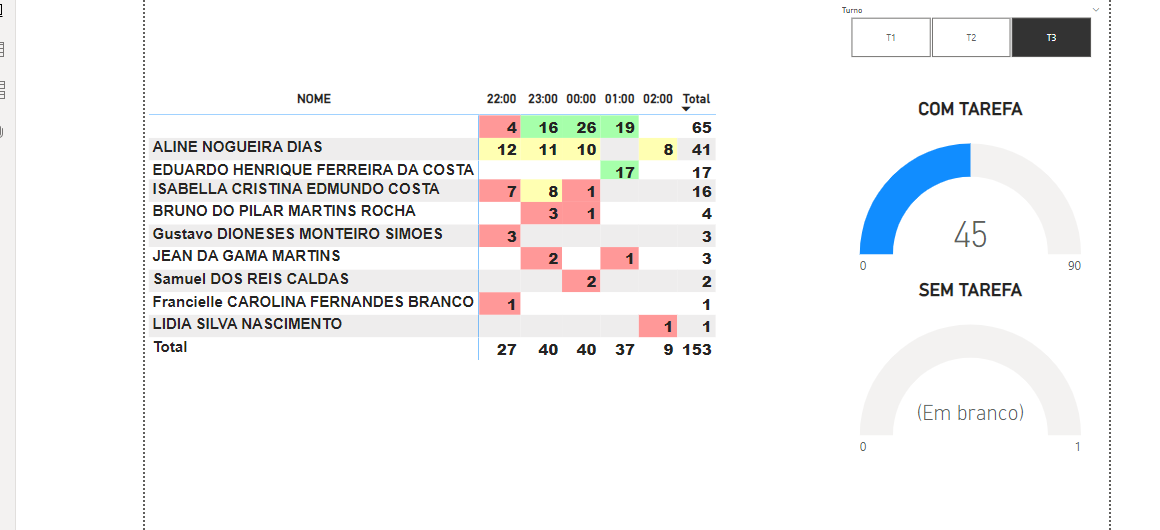 Turno
T1 T2 T3
NOME 22:00 23:00 00:00 01:00 02:00 Total
4 16 26 19 65
ALINE NOGUEIRA DIAS 12 11 10 8 41
EDUARDO HENRIQUE FERREIRA DA COSTA 17 17
ISABELLA CRISTINA EDMUNDO COSTA 7 8 1 16
BRUNO DO PILAR MARTINS ROCHA 3 1 4
Gustavo DIONESES MONTEIRO SIMOES 3 3
JEAN DA GAMA MARTINS 2 1 3
Samuel DOS REIS CALDAS 2 2
Francielle CAROLINA FERNANDES BRANCO 1 1
LIDIA SILVA NASCIMENTO 1 1
Total 27 40 40 37 9 153
COM TAREFA
45
0 90
SEM TAREFA
(Em branco)
0 1